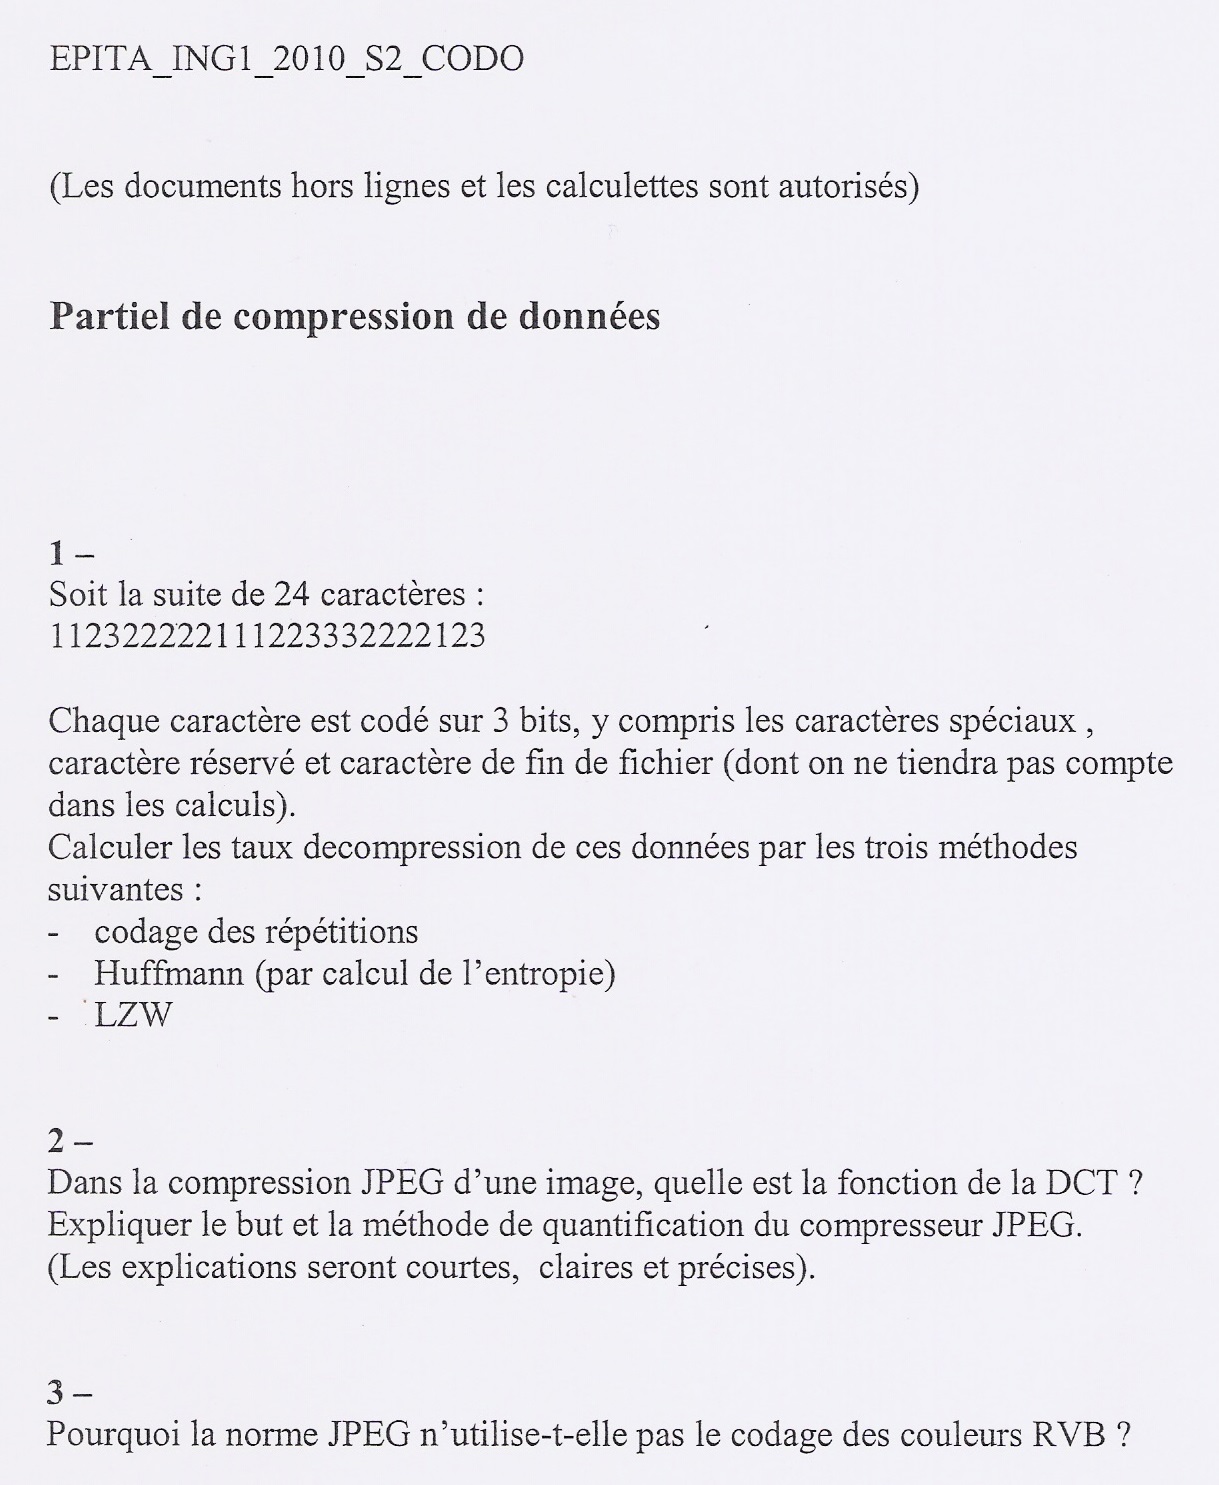 EPITA_ING1_2010_S2_CODO
(Les documents hors lignes et les calculettes sont autorisés)
Partiel de compression de données
1 –
Soit la suite de 24 caractères :
112322222111223332222123
Chaque caractère est codé sur 3 bits, y compris les caractères spéciaux ,
caractère réservé et caractère de fin de fichier (dont on ne tiendra pas compte
dans les calculs).
Calculer les taux decompression de ces données par les trois méthodes
suivantes :
- codage des répétitions
- Huffmann (par calcul de l'entropie)
- LZW
2 –
Dans la compression JPEG d'une image, quelle est la fonction de la DCT ?
Expliquer le but et la méthode de quantification du compresseur JPEG.
(Les explications seront courtes, claires et précises).
3 –
Pourquoi la norme JPEG n'utilise-t-elle pas le codage des couleurs RVB ?